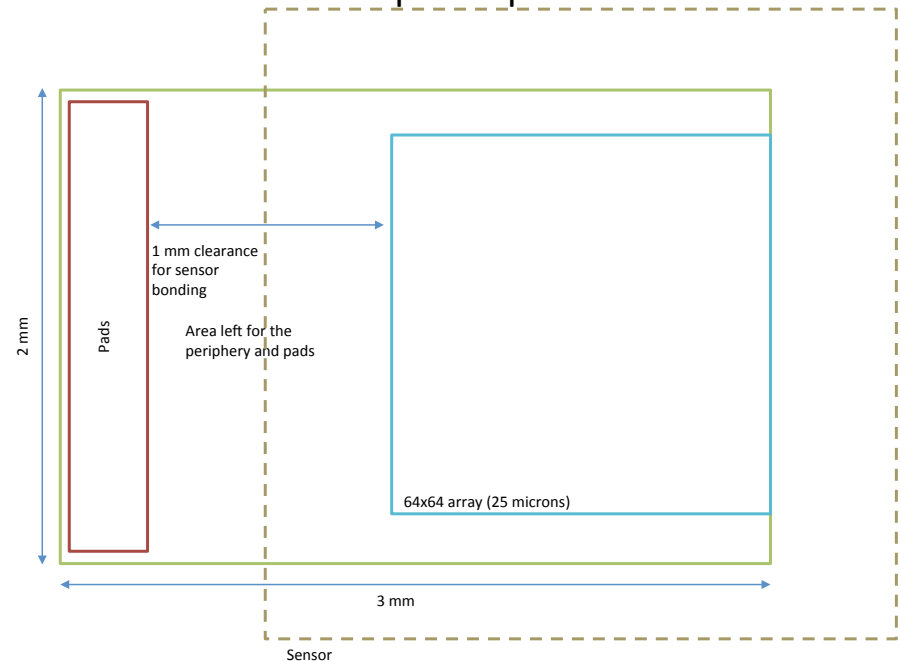 1 mm clearance
for sensor
bonding
2 mm
Pads
Area left for the
periphery and pads
64x64 array (25 microns)
3 mm
Sensor